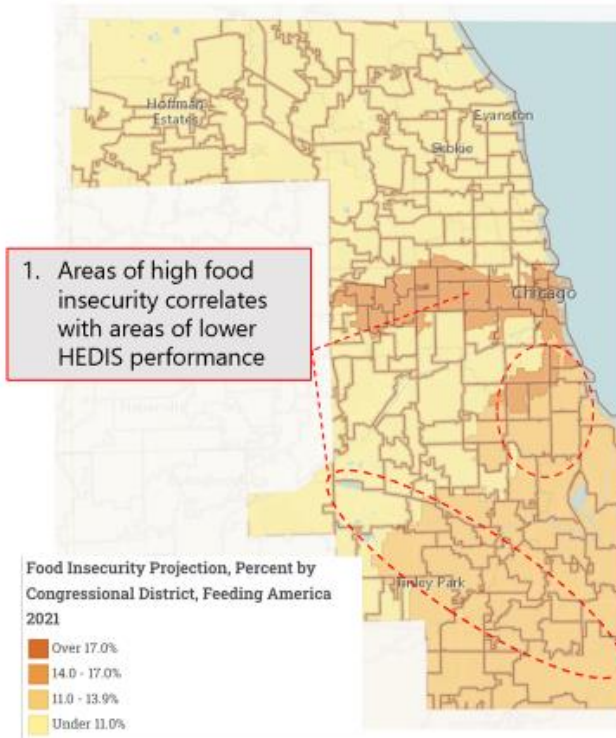 Hoffman
Estates
Evanston
Skokie
1. Areas of high food
insecurity correlates
with areas of lower
HEDIS performance
Chicago
Naperville
Tinley Park
Food Insecurity Projection, Percent by
Congressional District, Feeding America
2021
Over 17.0%
14.0 - 17.0%
11.0 - 13.9%
Under 11.0%